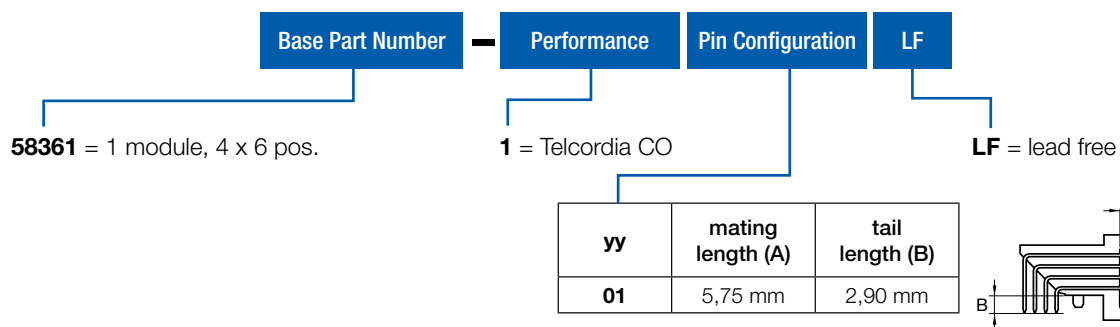 Base Part Number - Performance Pin Configuration LF
58361 = 1 module, 4 x 6 pos. 1 = Telcordia CO LF = lead free
yy mating length (A) tail length (B)
01 5,75 mm 2,90 mm
B